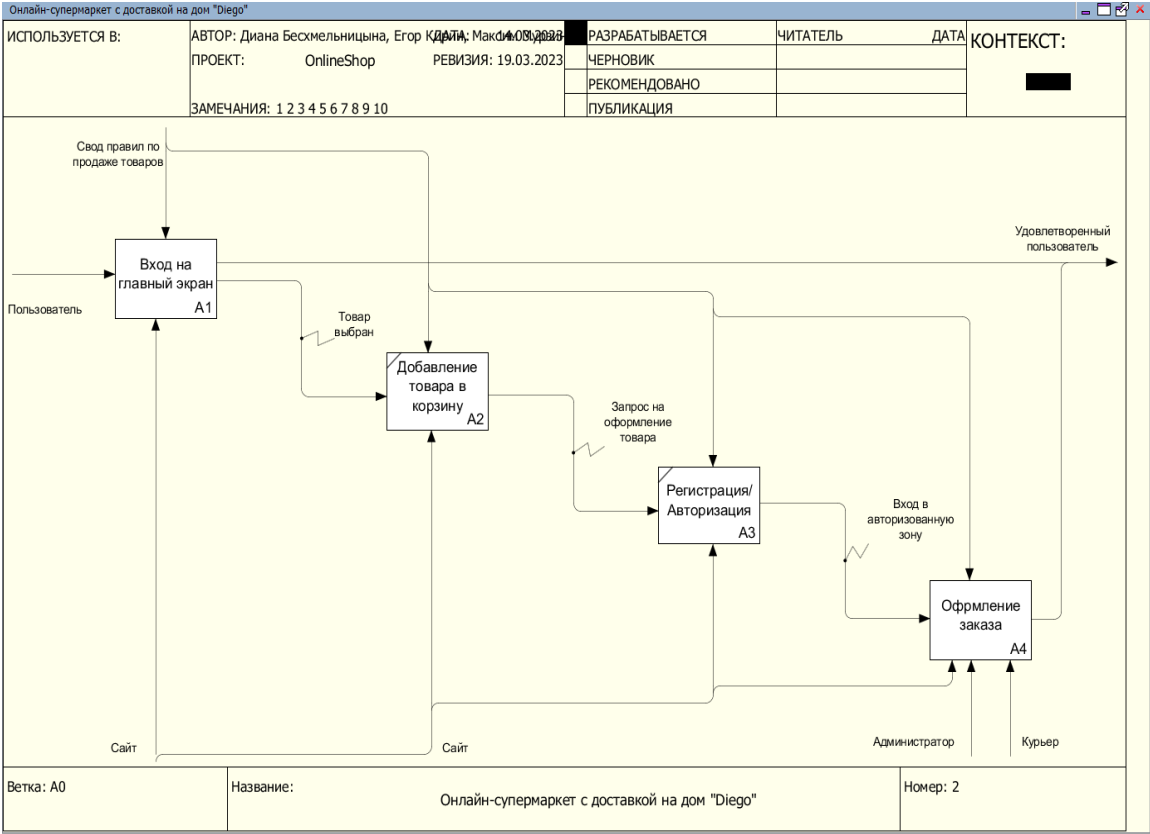 Онлайн-супермаркет с доставкой на дом "Diego"
ИСПОЛЬЗУЕТСЯ В:
АВТОР: Диана Бесхмельницына, Егор
ДАТА: 14.03.2023
ПРОЕКТ: OnlineShop
РЕВИЗИЯ: 19.03.2023
ЗАМЕЧАНИЯ: 1 2 3 4 5 6 7 8 9 10
РАЗРАБАТЫВАЕТСЯ
ЧЕРНОВИК
РЕКОМЕНДОВАНО
ПУБЛИКАЦИЯ
ЧИТАТЕЛЬ
ДАТА
КОНТЕКСТ:
Свод правил по
продаже товаров
Удовлетворенный
пользователь
Вход на
главный экран
A1
Пользователь
Товар
выбран
Добавление
товара в
корзину
A2
Запрос на
оформление
товара
Регистрация/
Авторизация
A3
Вход в
авторизованную
зону
Офрмление
заказа
A4
Сайт
Сайт
Администратор
Курьер
Ветка: A0
Название:
Онлайн-супермаркет с доставкой на дом "Diego"
Номер: 2